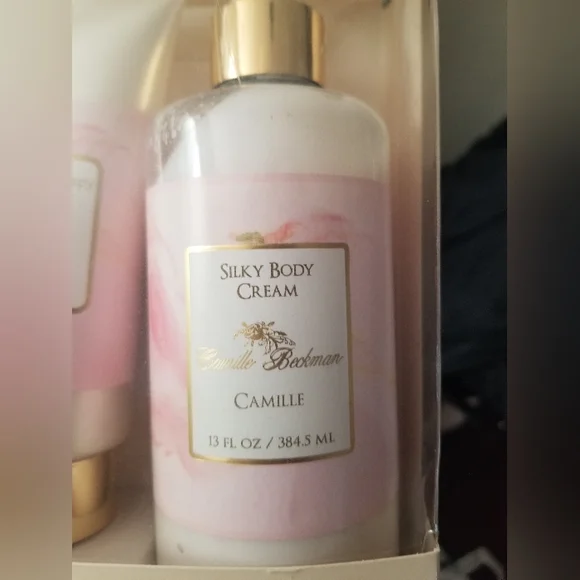 SILKY BODY
CREAM
Camille Beckman
CAMILLE
13 FL OZ / 384.5 ML